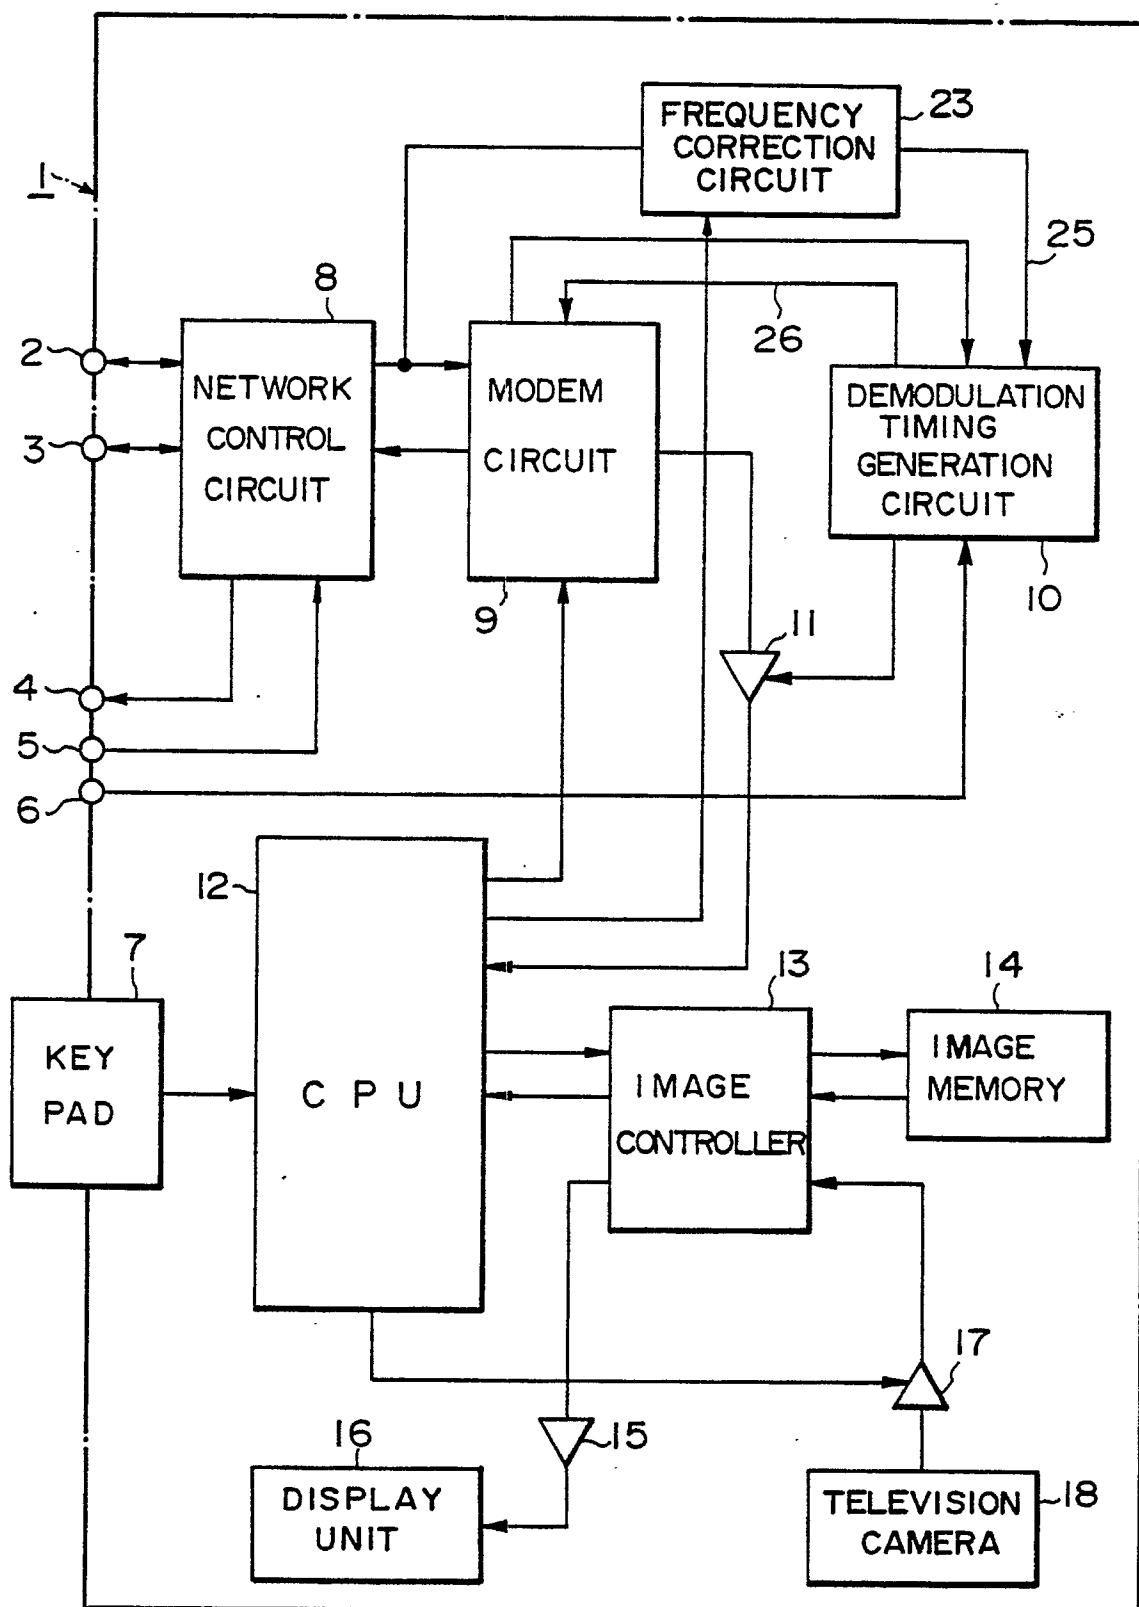 FREQUENCY
CORRECTION
CIRCUIT
23
1
25
8
26
2
NETWORK
CONTROL
CIRCUIT
MODEM
CIRCUIT
DEMODULATION
TIMING
GENERATION
CIRCUIT
3
9
11
10
4
5
6
12
7
13
14
KEY
PAD
CPU
IMAGE
CONTROLLER
IMAGE
MEMORY
17
15
16
DISPLAY
UNIT
TELEVISION
CAMERA
18